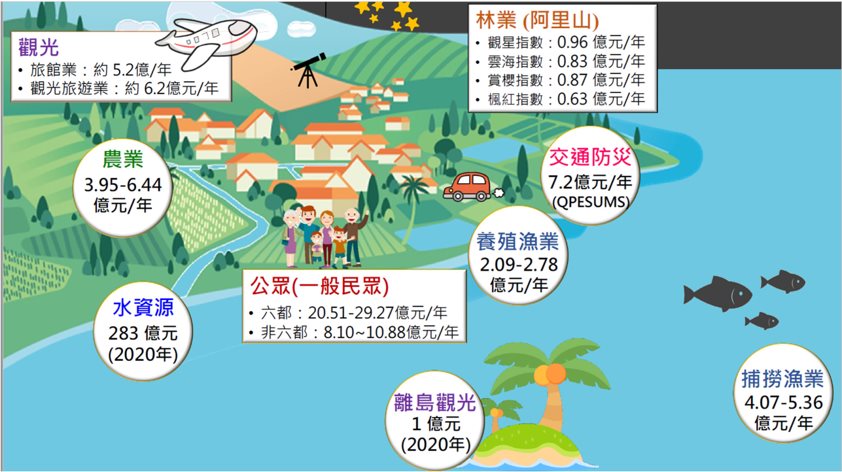 觀光
• 旅館業：約 5.2億/年
• 觀光旅遊業：約 6.2億元/年
林業 (阿里山)
• 觀星指數：0.96 億元/年
• 雲海指數：0.83 億元/年
• 賞櫻指數：0.87 億元/年
• 楓紅指數：0.63 億元/年
農業
3.95-6.44
億元/年
交通防災
7.2億元/年
(QPESUMS)
養殖漁業
2.09-2.78
億元/年
公眾(一般民眾)
• 六都：20.51-29.27億元/年
• 非六都：8.10~10.88億元/年
水資源
283 億元
(2020年)
離島觀光
1 億元
(2020年)
捕撈漁業
4.07-5.36
億元/年